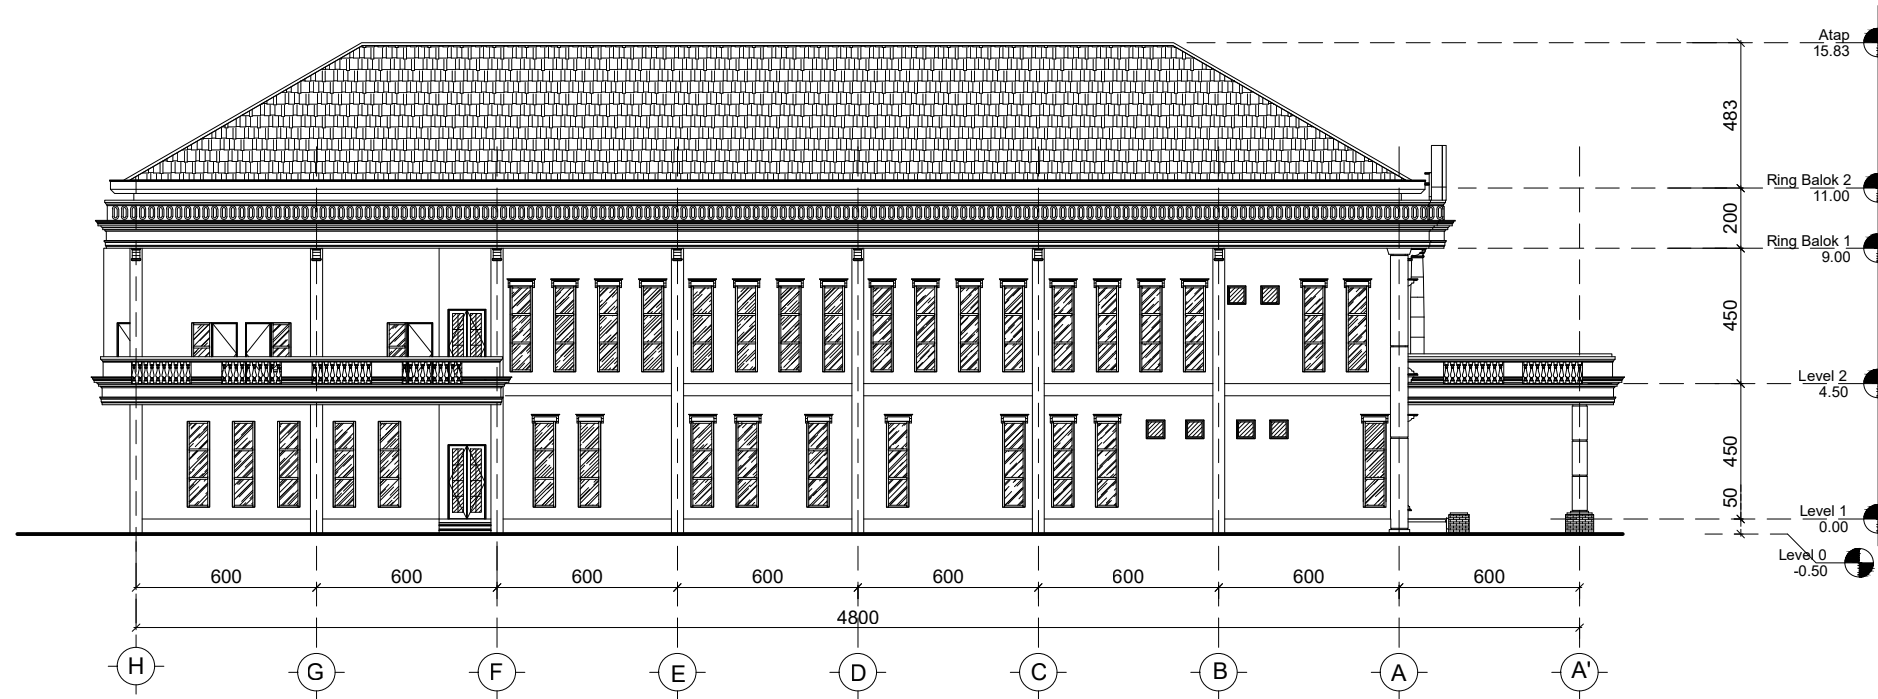 Atap
15.83
483
Ring Balok 2
11.00
200
Ring Balok 1
9.00
450
Level 2
4.50
450
50
Level 1
0.00
Level 0
-0.50
600 600 600 600 600 600 600 600
4800
H G F E D C B A A'